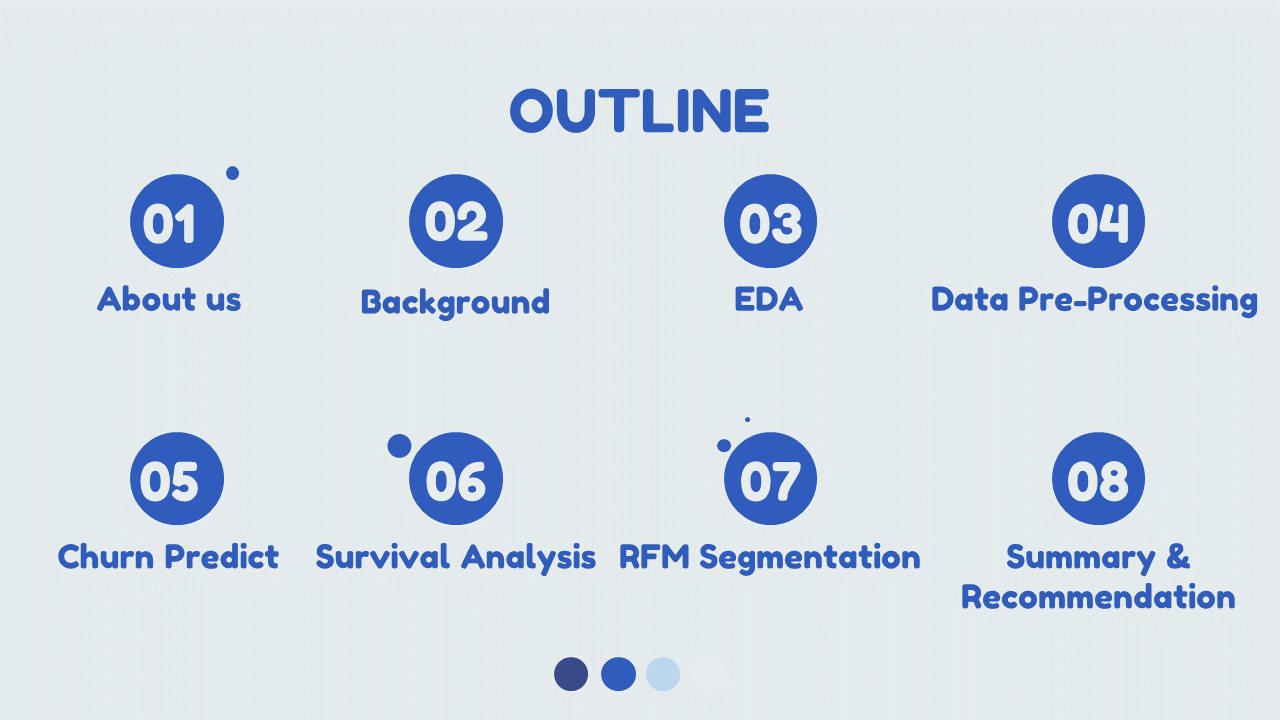 OUTLINE
01
About us
02
Background
03
EDA
04
Data Pre-Processing
05
Churn Predict
06
Survival Analysis
07
RFM Segmentation
08
Summary &
Recommendation